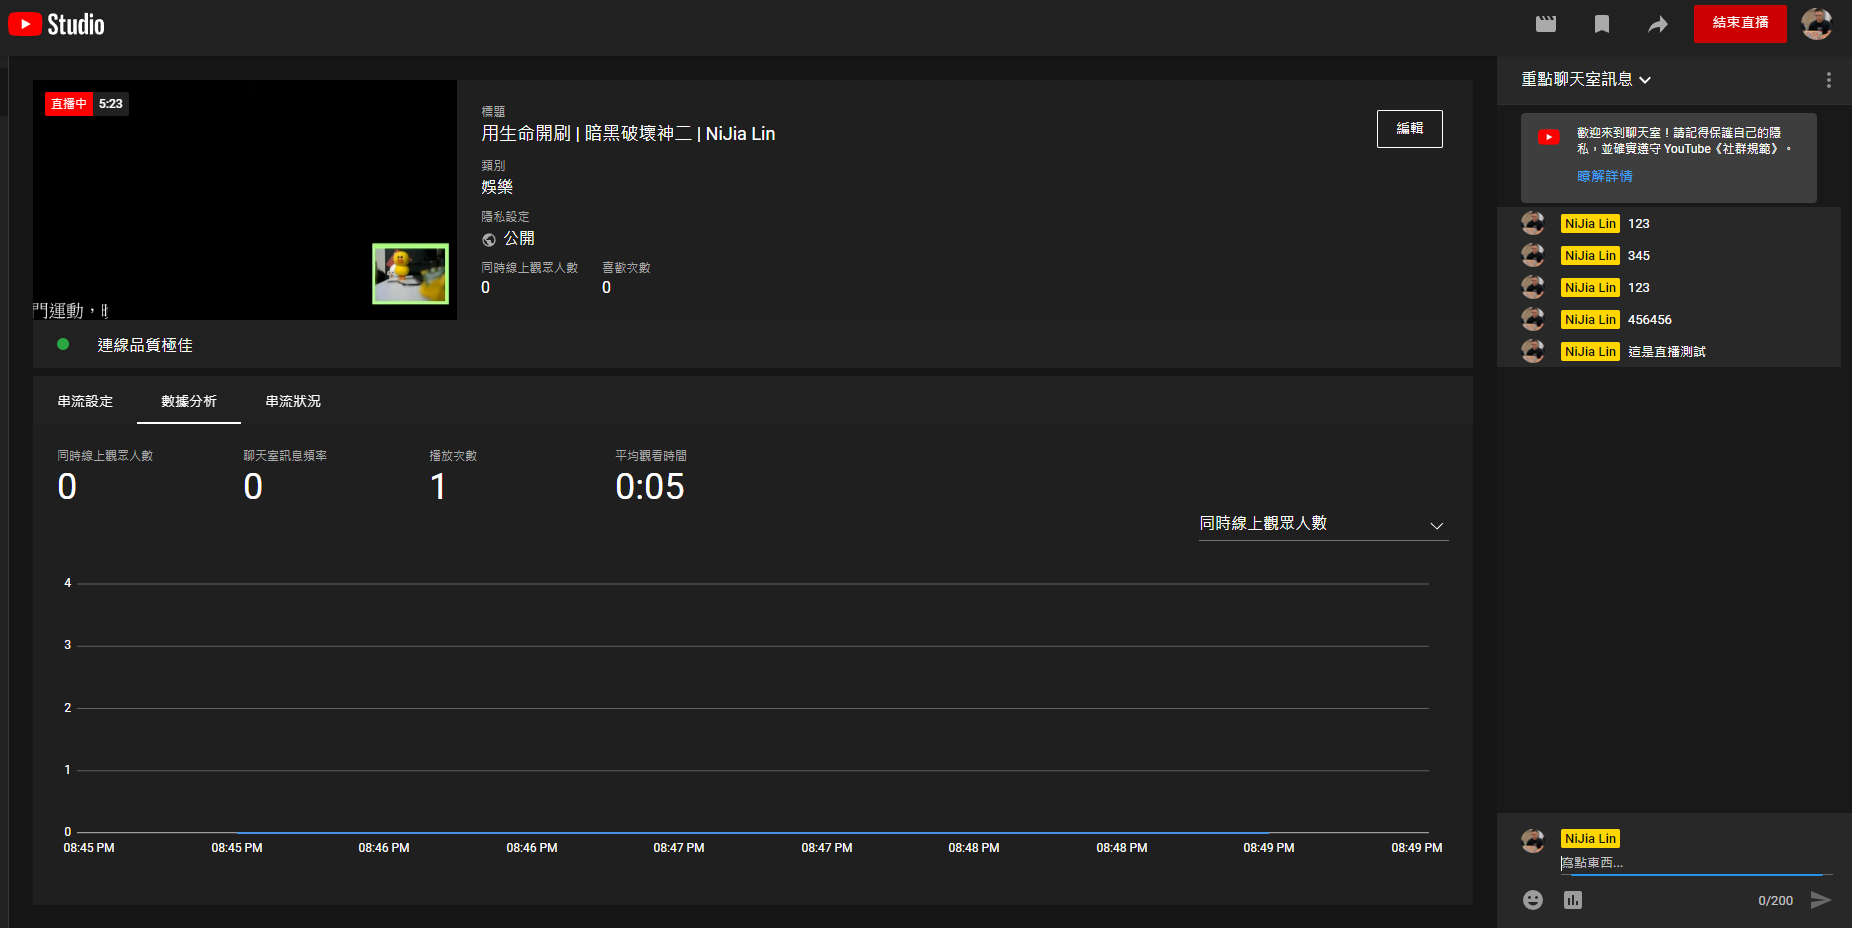 Studio
結束直播
直播中 5:23
門運動，
標題
用生命開刷 | 暗黑破壞神二 | NiJia Lin
編輯
類別
娛樂
隱私設定
公開
同時線上觀眾人數 喜歡次數
0 0
連線品質極佳
串流設定 數據分析 串流狀況
同時線上觀眾人數 聊天室訊息頻率 播放次數 平均觀看時間
0 0 1 0:05
同時線上觀眾人數
4
3
2
1
0
08:45 PM 08:45 PM 08:46 PM 08:46 PM 08:47 PM 08:47 PM 08:48 PM 08:48 PM 08:49 PM 08:49 PM
重點聊天室訊息
歡迎來到聊天室！請記得保護自己的隱
私，並確實遵守 YouTube《社群規範》。
瞭解詳情
NiJia Lin 123
NiJia Lin 345
NiJia Lin 123
NiJia Lin 456456
NiJia Lin 這是直播測試
NiJia Lin
寫點東西...
0/200